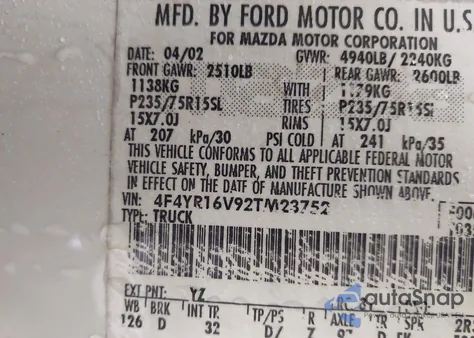 MFD. BY FORD MOTOR CO. IN U.S
FOR MAZDA MOTOR CORPORATION
DATE: 04/02 GVWR: 4940LB/ 2240KG
FRONT GAWR: 2510LB REAR GAWR: 2600LB
1138KG WITH 1179KG
P235/75R15SL TIRES P235/75R15SL
15X7.0J RIMS 15X7.0J
AT 207 kPa/30 PSI COLD AT 241 kPa/35
THIS VEHICLE CONFORMS TO ALL APPLICABLE FEDERAL MOTOR
VEHICLE SAFETY, BUMPER, AND THEFT PREVENTION STANDARDS
IN EFFECT ON THE DATE OF MANUFACTURE SHOWN ABOVE.
VIN: 4F4YR16V92TM23752
TYPE: TRUCK
EXT PNT: YZ
WB BRK INT TR TP/PS R AXLE TR SPR
126 D 32 D/ 7 2R
autoSnap